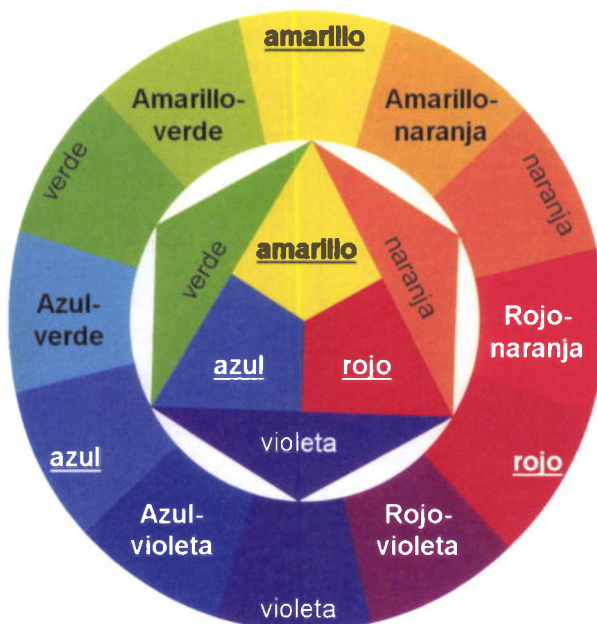 amarillo
Amarillo-
verde
Amarillo-
naranja
verde
naranja
amarillo
verde
naranja
Azul-
verde
Rojo-
naranja
azul
rojo
violeta
azul
rojo
Azul-
violeta
Rojo-
violeta
violeta